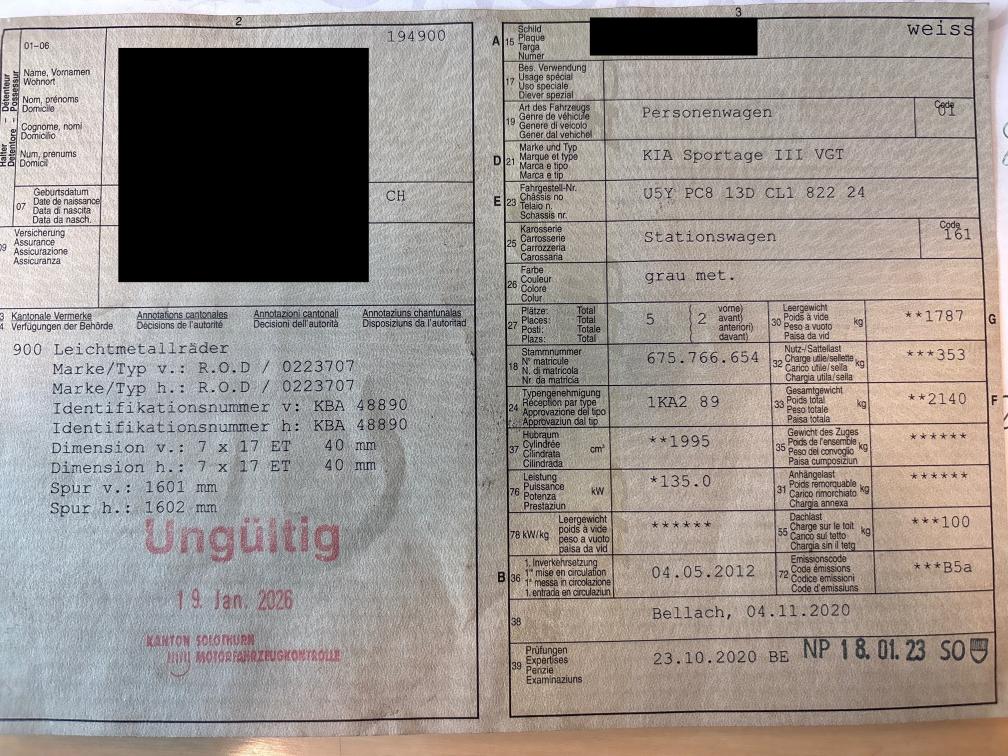 2
194900
01-06
Halter - Détenteur
Detentore - Possessur
Name, Vornamen
Wohnort
Nom, prénoms
Domicile
Cognome, nomi
Domicilio
Num, prenums
Domicil
07
Geburtsdatum
Date de naissance
Data di nascita
Data da nasch.
CH
09
Versicherung
Assurance
Assicurazione
Assicuranza
Kantonale Vermerke Annotations cantonales Annotazioni cantonali Annotaziuns chantunalas
Verfügungen der Behörde Décisions de l'autorité Decisioni dell'autorità Disposiziuns da l'autoritad
900 Leichtmetallräder
Marke/Typ v.: R.O.D / 0223707
Marke/Typ h.: R.O.D / 0223707
Identifikationsnummer v: KBA 48890
Identifikationsnummer h: KBA 48890
Dimension v.: 7 x 17 ET 40 mm
Dimension h.: 7 x 17 ET 40 mm
Spur v.: 1601 mm
Spur h.: 1602 mm
Ungültig
19. Jan. 2026
KANTON SOLOTHURN
MOTORFAHRZEUGKONTROLLE
3
A 15
Schild
Plaque
Targa
Numer
weiss
17
Bes. Verwendung
Usage spécial
Uso speciale
Diever spezial
19
Art des Fahrzeugs
Genre de véhicule
Genere di veicolo
Gener dal vehichel
Personenwagen
Code
01
D 21
Marke und Typ
Marque et type
Marca e tipo
Marca e tip
KIA Sportage III VGT
E 23
Fahrgestell-Nr.
Châssis no
Telaio n.
Schassis nr.
U5Y PC8 13D CL1 822 24
25
Karosserie
Carrosserie
Carrozzeria
Carossaria
Stationswagen
Code
161
26
Farbe
Couleur
Colore
Colur
grau met.
27
Plätze: Total
Places: Total
Posti: Totale
Plazs: Total
5
2
vorne)
avant)
anteriori)
davant)
30
Leergewicht
Poids à vide
Peso a vuoto
Paisa da vid
kg
**1787
G
18
Stammnummer
N° matricule
N. di matricola
Nr. da matricla
675.766.654
32
Nutz-/Sattellast
Charge utile/sellette
Carico utile/sella
Chargia utila/sella
kg
***353
24
Typengenehmigung
Réception par type
Approvazione del tipo
Approvaziun dal tip
1KA2 89
33
Gesamtgewicht
Poids total
Peso totale
Paisa totala
kg
**2140
F
37
Hubraum
Cylindrée
Cilindrata
Cilindrada
cm³
**1995
35
Gewicht des Zuges
Poids de l'ensemble
Peso del convoglio
Paisa cumposiziun
kg
******
76
Leistung
Puissance
Potenza
Prestaziun
kW
*135.0
31
Anhängelast
Poids remorquable
Carico rimorchiato
Chargia annexa
kg
******
78 kW/kg
Leergewicht
poids à vide
peso a vuoto
paisa da vid
******
55
Dachlast
Charge sur le toit
Carico sul tetto
Chargia sin il tetg
kg
***100
B 36
1. Inverkehrsetzung
1re mise en circulation
1a messa in circolazione
1. entrada en circulaziun
04.05.2012
72
Emissionscode
Code émissions
Codice emissioni
Code d'emissiuns
***B5a
38
Bellach, 04.11.2020
39
Prüfungen
Expertises
Perizie
Examinaziuns
23.10.2020 BE NP 18.01.23 SO